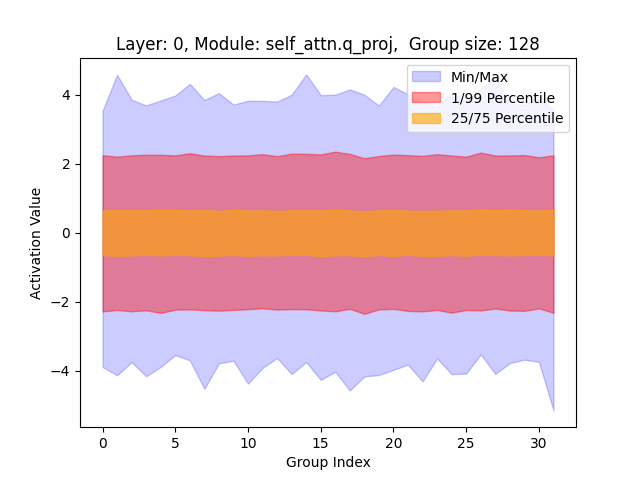 Layer: 0, Module: self_attn.q_proj,  Group size: 128
Min/Max
1/99 Percentile
25/75 Percentile
Activation Value
4
2
0
−2
−4
0 5 10 15 20 25 30
Group Index